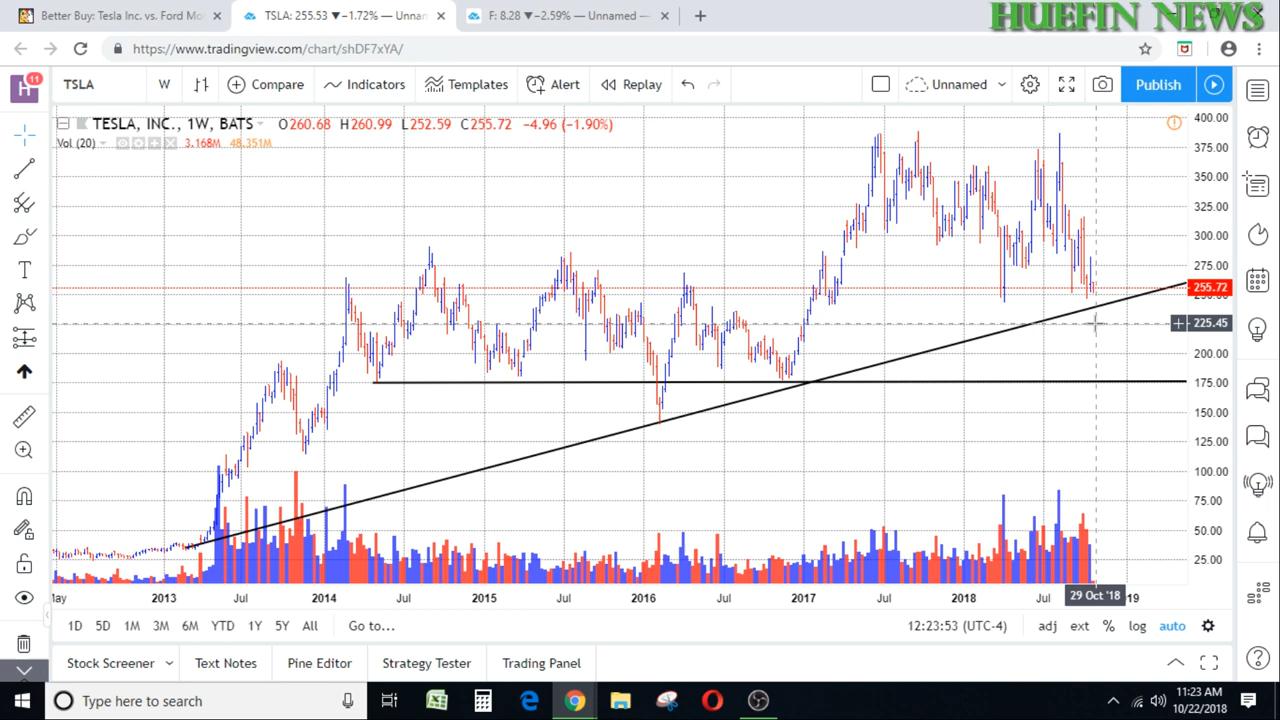 HUEFIN NEWS
Better Buy: Tesla Inc. vs. Ford Mo
TSLA: 255.53 ▼−1.72% — Unnam
F: 8.28 ▼−2.59% — Unnamed —
https://www.tradingview.com/chart/shDF7xYA/
H
11
TSLA
W
Compare
Indicators
Templates
Alert
Replay
Unnamed
Publish
TESLA, INC., 1W, BATS
O260.68 H260.99 L252.59 C255.72 −4.96 (−1.90%)
Vol (20)
3.168M 48.351M
400.00
375.00
350.00
325.00
300.00
275.00
255.72
225.45
200.00
175.00
150.00
125.00
100.00
75.00
50.00
25.00
May 2013 Jul 2014 Jul 2015 Jul 2016 Jul 2017 Jul 2018 Jul 29 Oct '18 19
1D 5D 1M 3M 6M YTD 1Y 5Y All Go to...
12:23:53 (UTC-4) adj ext % log auto
Stock Screener Text Notes Pine Editor Strategy Tester Trading Panel
Type here to search
11:23 AM
10/22/2018